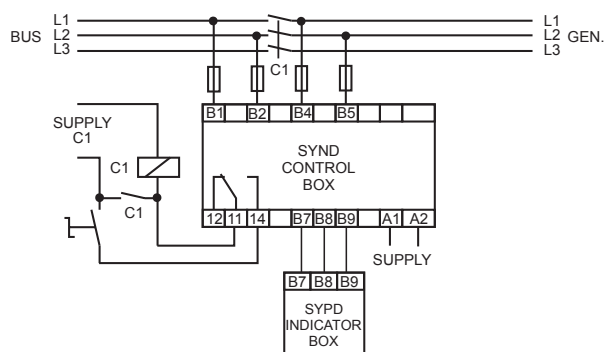 L1 L1
BUS L2 L2 GEN.
L3 L3
C1
B1 B2 B4 B5
SUPPLY
C1
SYND
CONTROL
BOX
C1
C1
12 11 14 B7 B8 B9 A1 A2
SUPPLY
B7 B8 B9
SYPD
INDICATOR
BOX